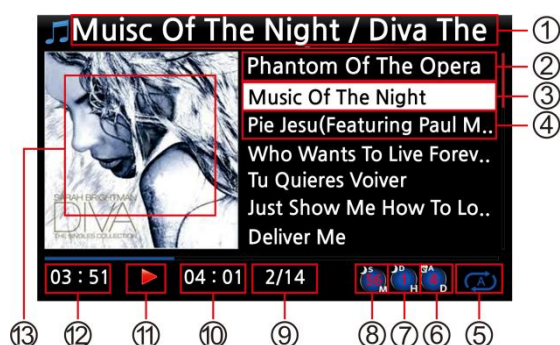 Muisc Of The Night / Diva The
①
Phantom Of The Opera
②
Music Of The Night
③
Pie Jesu(Featuring Paul M..
④
Who Wants To Live Forev..
Tu Quieres Voiver
Just Show Me How To Lo..
Deliver Me
SARAH BRIGHTMAN
DIVA
THE SINGLES COLLECTION
03 : 51
04 : 01
2/14
S
M
D
H
A
D
A
⑬ ⑫ ⑪ ⑩ ⑨ ⑧ ⑦ ⑥ ⑤